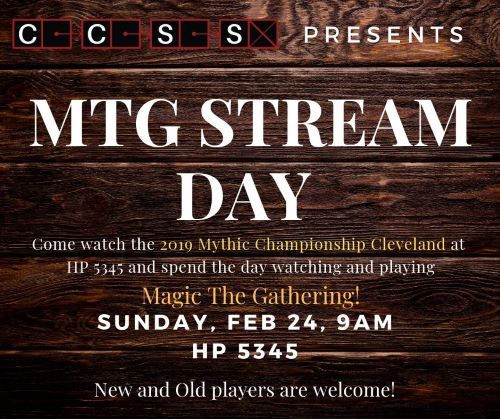 C C S S PRESENTS
MTG STREAM
DAY
Come watch the 2019 Mythic Championship Cleveland at
HP 5345 and spend the day watching and playing
Magic The Gathering!
SUNDAY, FEB 24, 9AM
HP 5345
New and Old players are welcome!